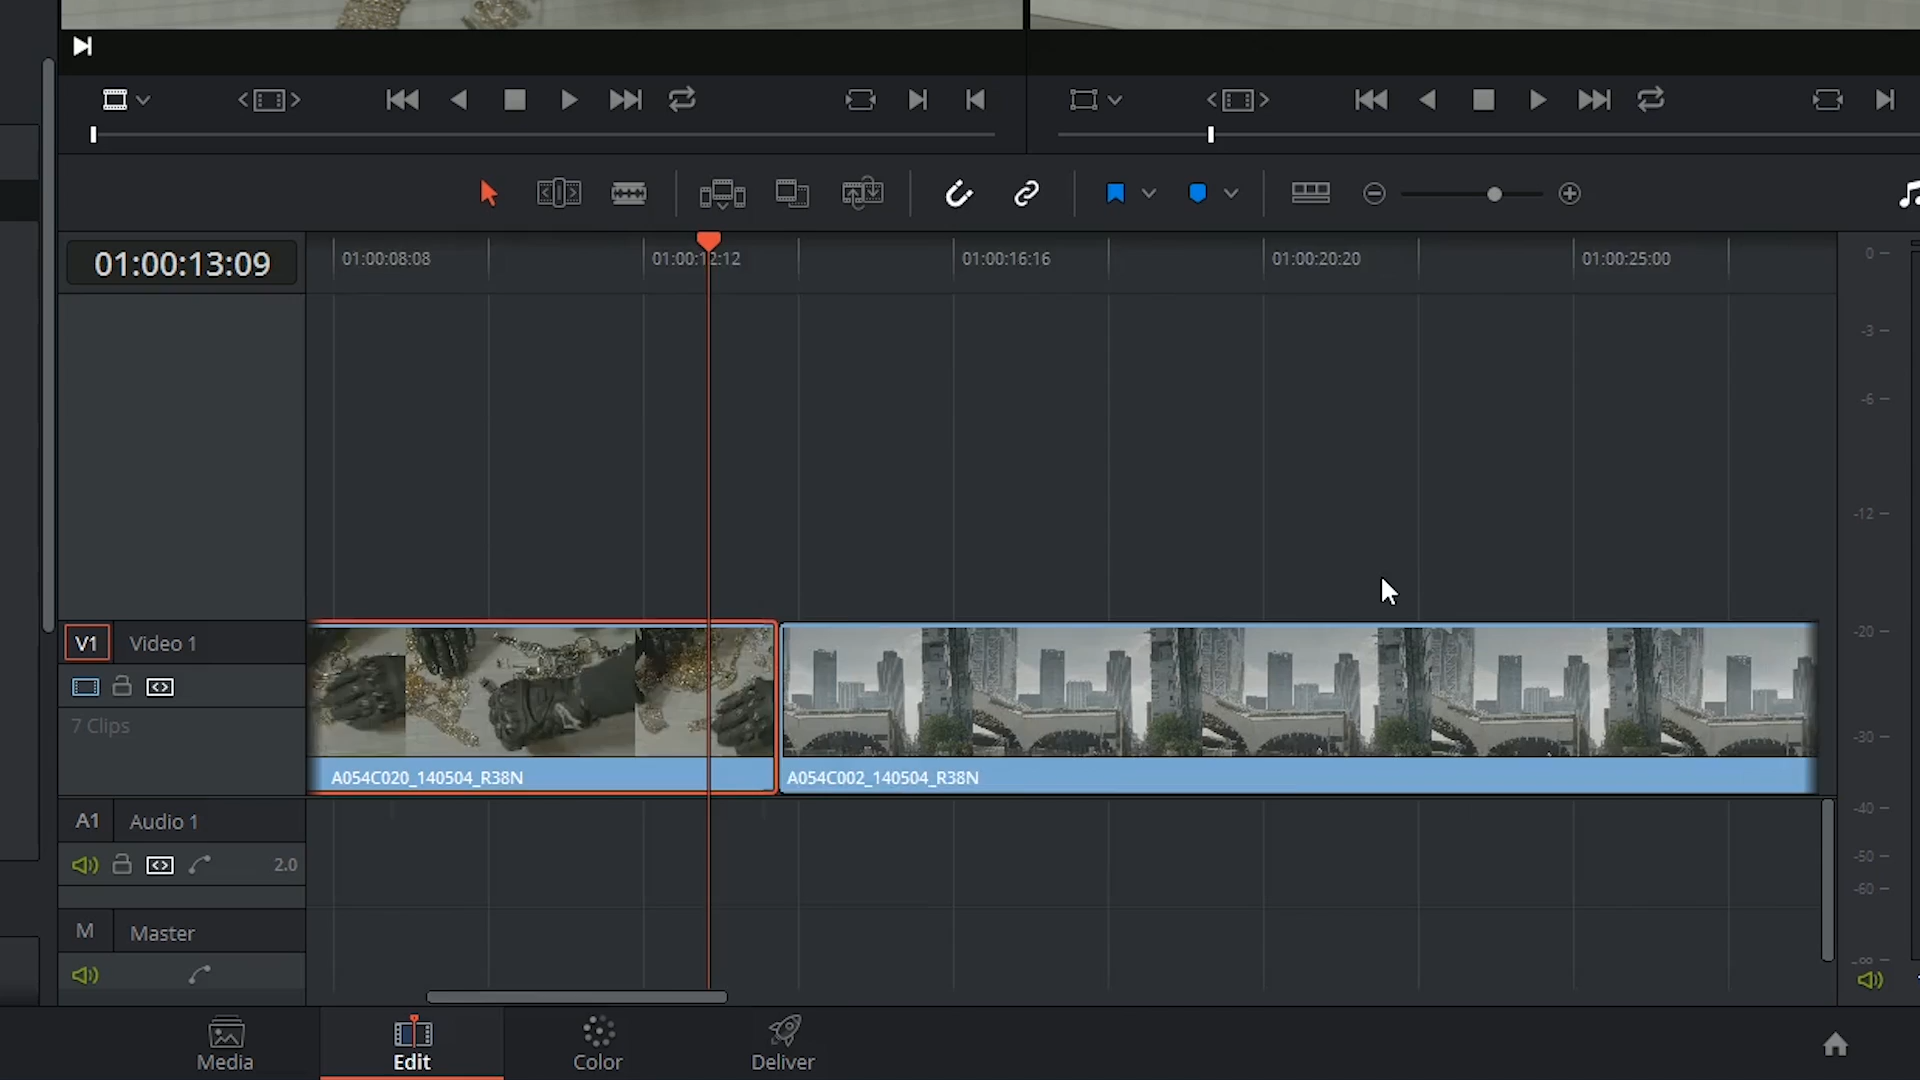 01:00:13:09
01:00:08:08
01:00:12:12
01:00:16:16
01:00:20:20
01:00:25:00
0
-3
-6
-12
-20
-30
-40
-50
-60
-∞
V1 Video 1
7 Clips
A054C020_140504_R38N
A054C002_140504_R38N
A1 Audio 1
2.0
M Master
Media
Edit
Color
Deliver